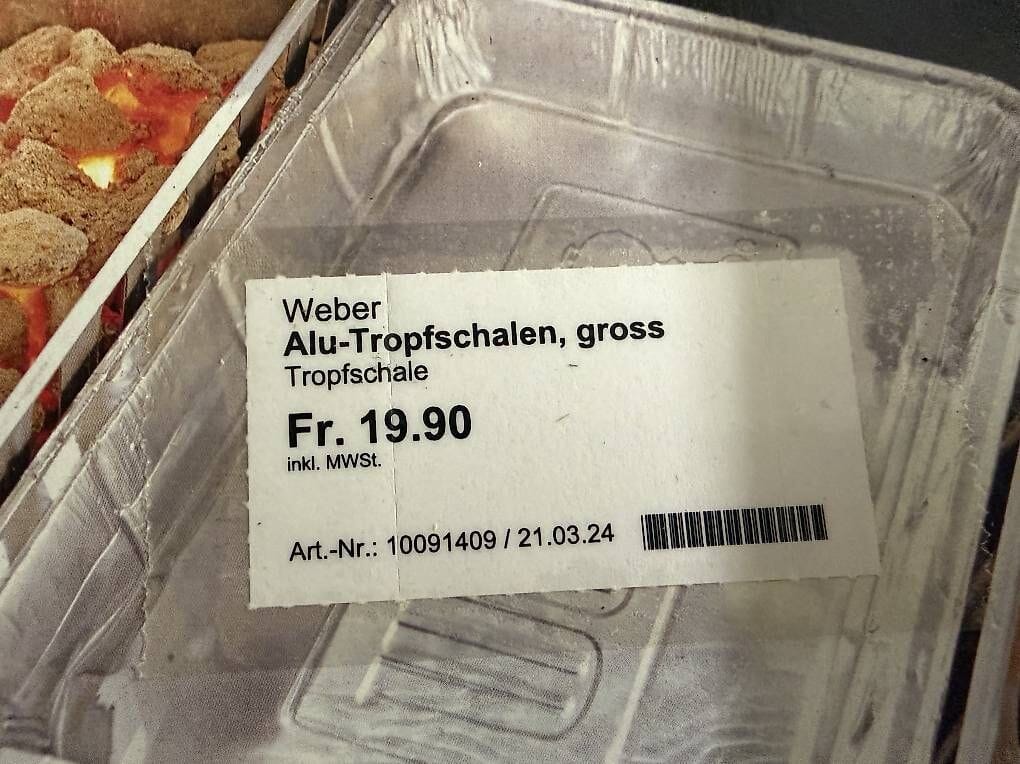 Weber
Alu-Tropfschalen, gross
Tropfschale
Fr. 19.90
inkl. MWSt.
Art.-Nr.: 10091409 / 21.03.24